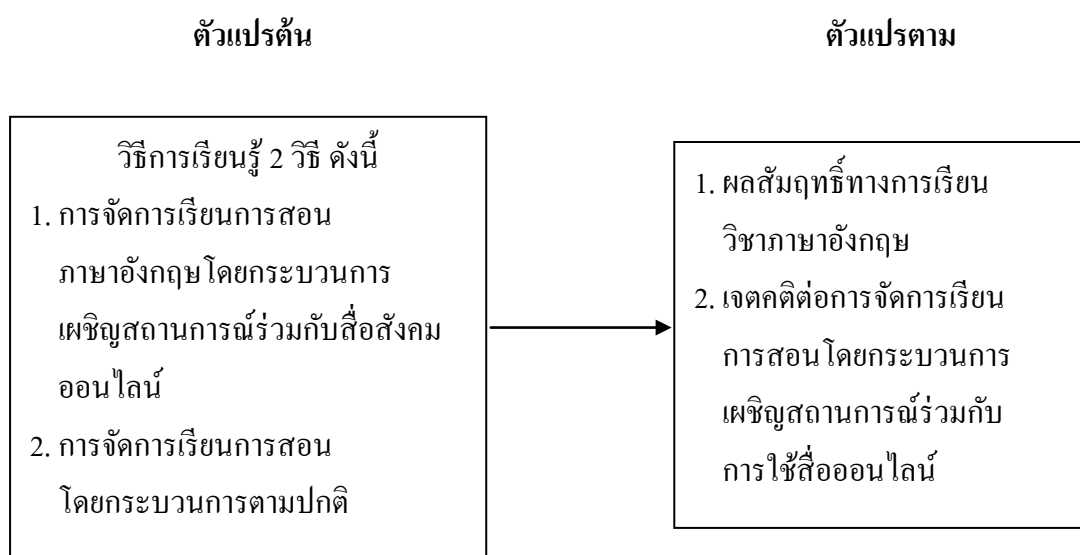 ตัวแปรต้น
ตัวแปรตาม
วิธีการเรียนรู้ 2 วิธี ดังนี้
1. การจัดการเรียนการสอน
ภาษาอังกฤษโดยกระบวนการ
เผชิญสถานการณ์ร่วมกับสื่อสังคม
ออนไลน์
2. การจัดการเรียนการสอน
โดยกระบวนการตามปกติ
1. ผลสัมฤทธิ์ทางการเรียน
วิชาภาษาอังกฤษ
2. เจตคติต่อการจัดการเรียน
การสอนโดยกระบวนการ
เผชิญสถานการณ์ร่วมกับ
การใช้สื่อออนไลน์